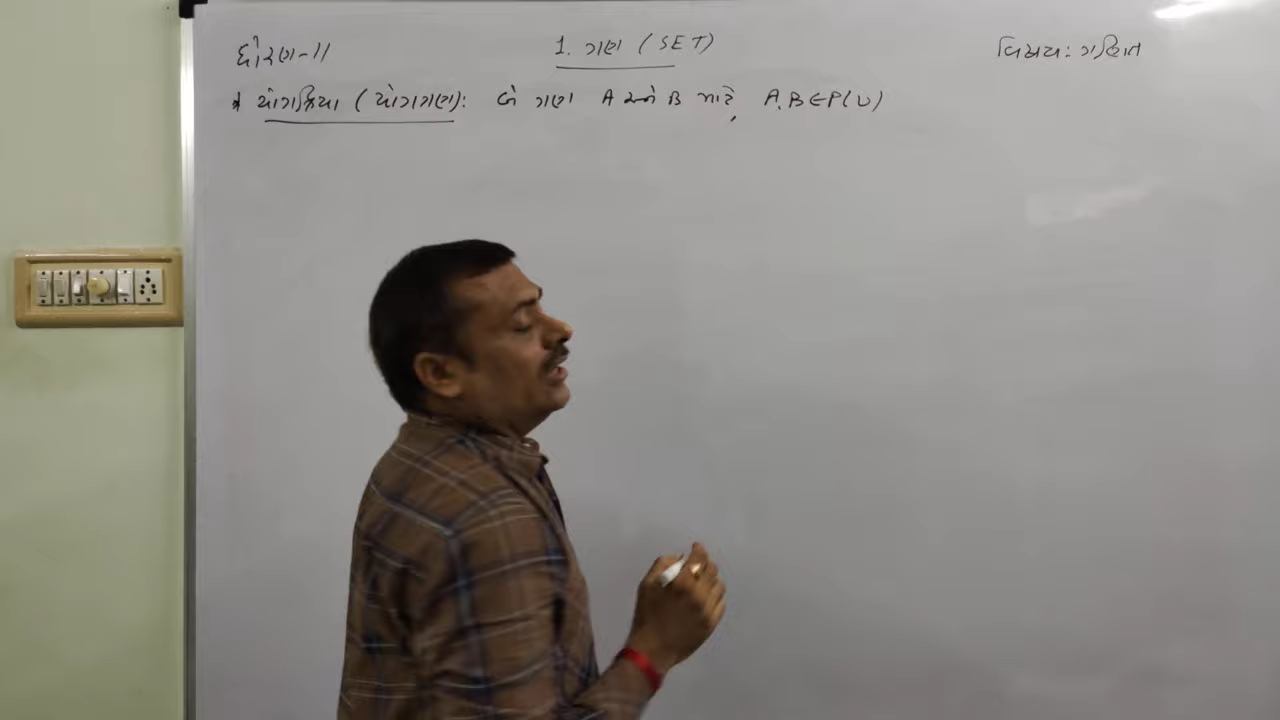 ધોરણ-11 1. ગણ (SET) વિષય: ગણિત
* યોગક્રિયા (યોગગણ): બે ગણ A અને B માટે, A,B∈P(U)